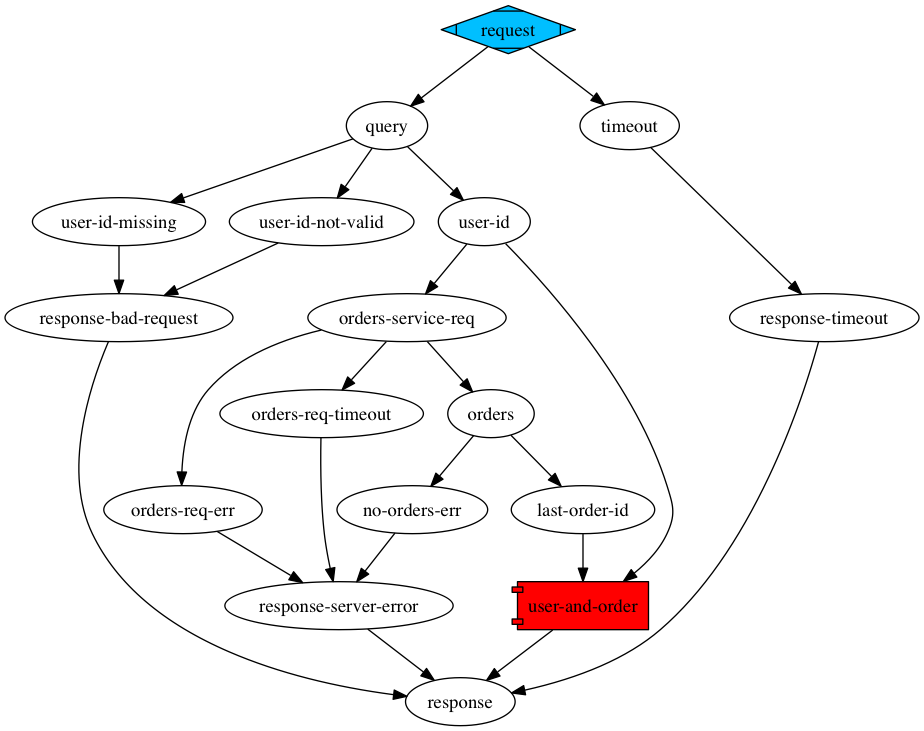 request
query
timeout
user-id-missing
user-id-not-valid
user-id
response-bad-request
orders-service-req
response-timeout
orders-req-timeout
orders
orders-req-err
no-orders-err
last-order-id
response-server-error
user-and-order
response